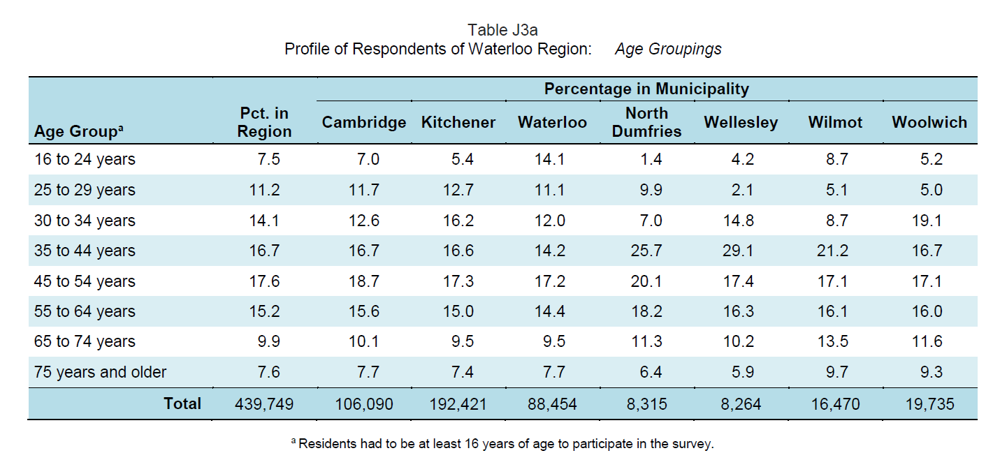 Table J3a
Profile of Respondents of Waterloo Region: Age Groupings
Percentage in Municipality
Age Groupᵃ Pct. in Region Cambridge Kitchener Waterloo North Dumfries Wellesley Wilmot Woolwich
16 to 24 years 7.5 7.0 5.4 14.1 1.4 4.2 8.7 5.2
25 to 29 years 11.2 11.7 12.7 11.1 9.9 2.1 5.1 5.0
30 to 34 years 14.1 12.6 16.2 12.0 7.0 14.8 8.7 19.1
35 to 44 years 16.7 16.7 16.6 14.2 25.7 29.1 21.2 16.7
45 to 54 years 17.6 18.7 17.3 17.2 20.1 17.4 17.1 17.1
55 to 64 years 15.2 15.6 15.0 14.4 18.2 16.3 16.1 16.0
65 to 74 years 9.9 10.1 9.5 9.5 11.3 10.2 13.5 11.6
75 years and older 7.6 7.7 7.4 7.7 6.4 5.9 9.7 9.3
Total 439,749 106,090 192,421 88,454 8,315 8,264 16,470 19,735
ᵃ Residents had to be at least 16 years of age to participate in the survey.